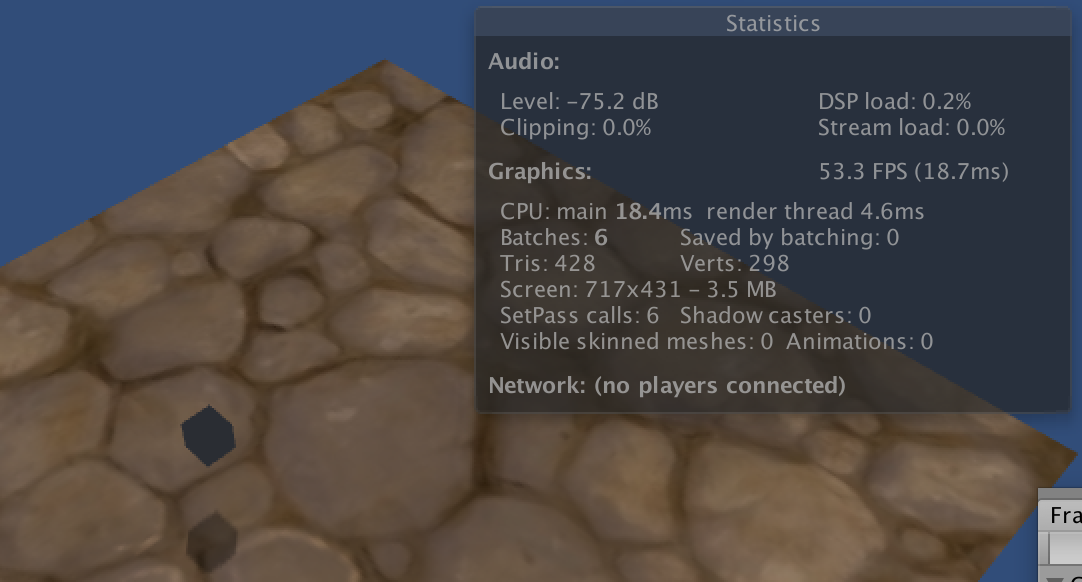 Statistics
Audio:
Level: -75.2 dB DSP load: 0.2%
Clipping: 0.0% Stream load: 0.0%
Graphics: 53.3 FPS (18.7ms)
CPU: main 18.4ms render thread 4.6ms
Batches: 6 Saved by batching: 0
Tris: 428 Verts: 298
Screen: 717x431 - 3.5 MB
SetPass calls: 6 Shadow casters: 0
Visible skinned meshes: 0 Animations: 0
Network: (no players connected)
Fra